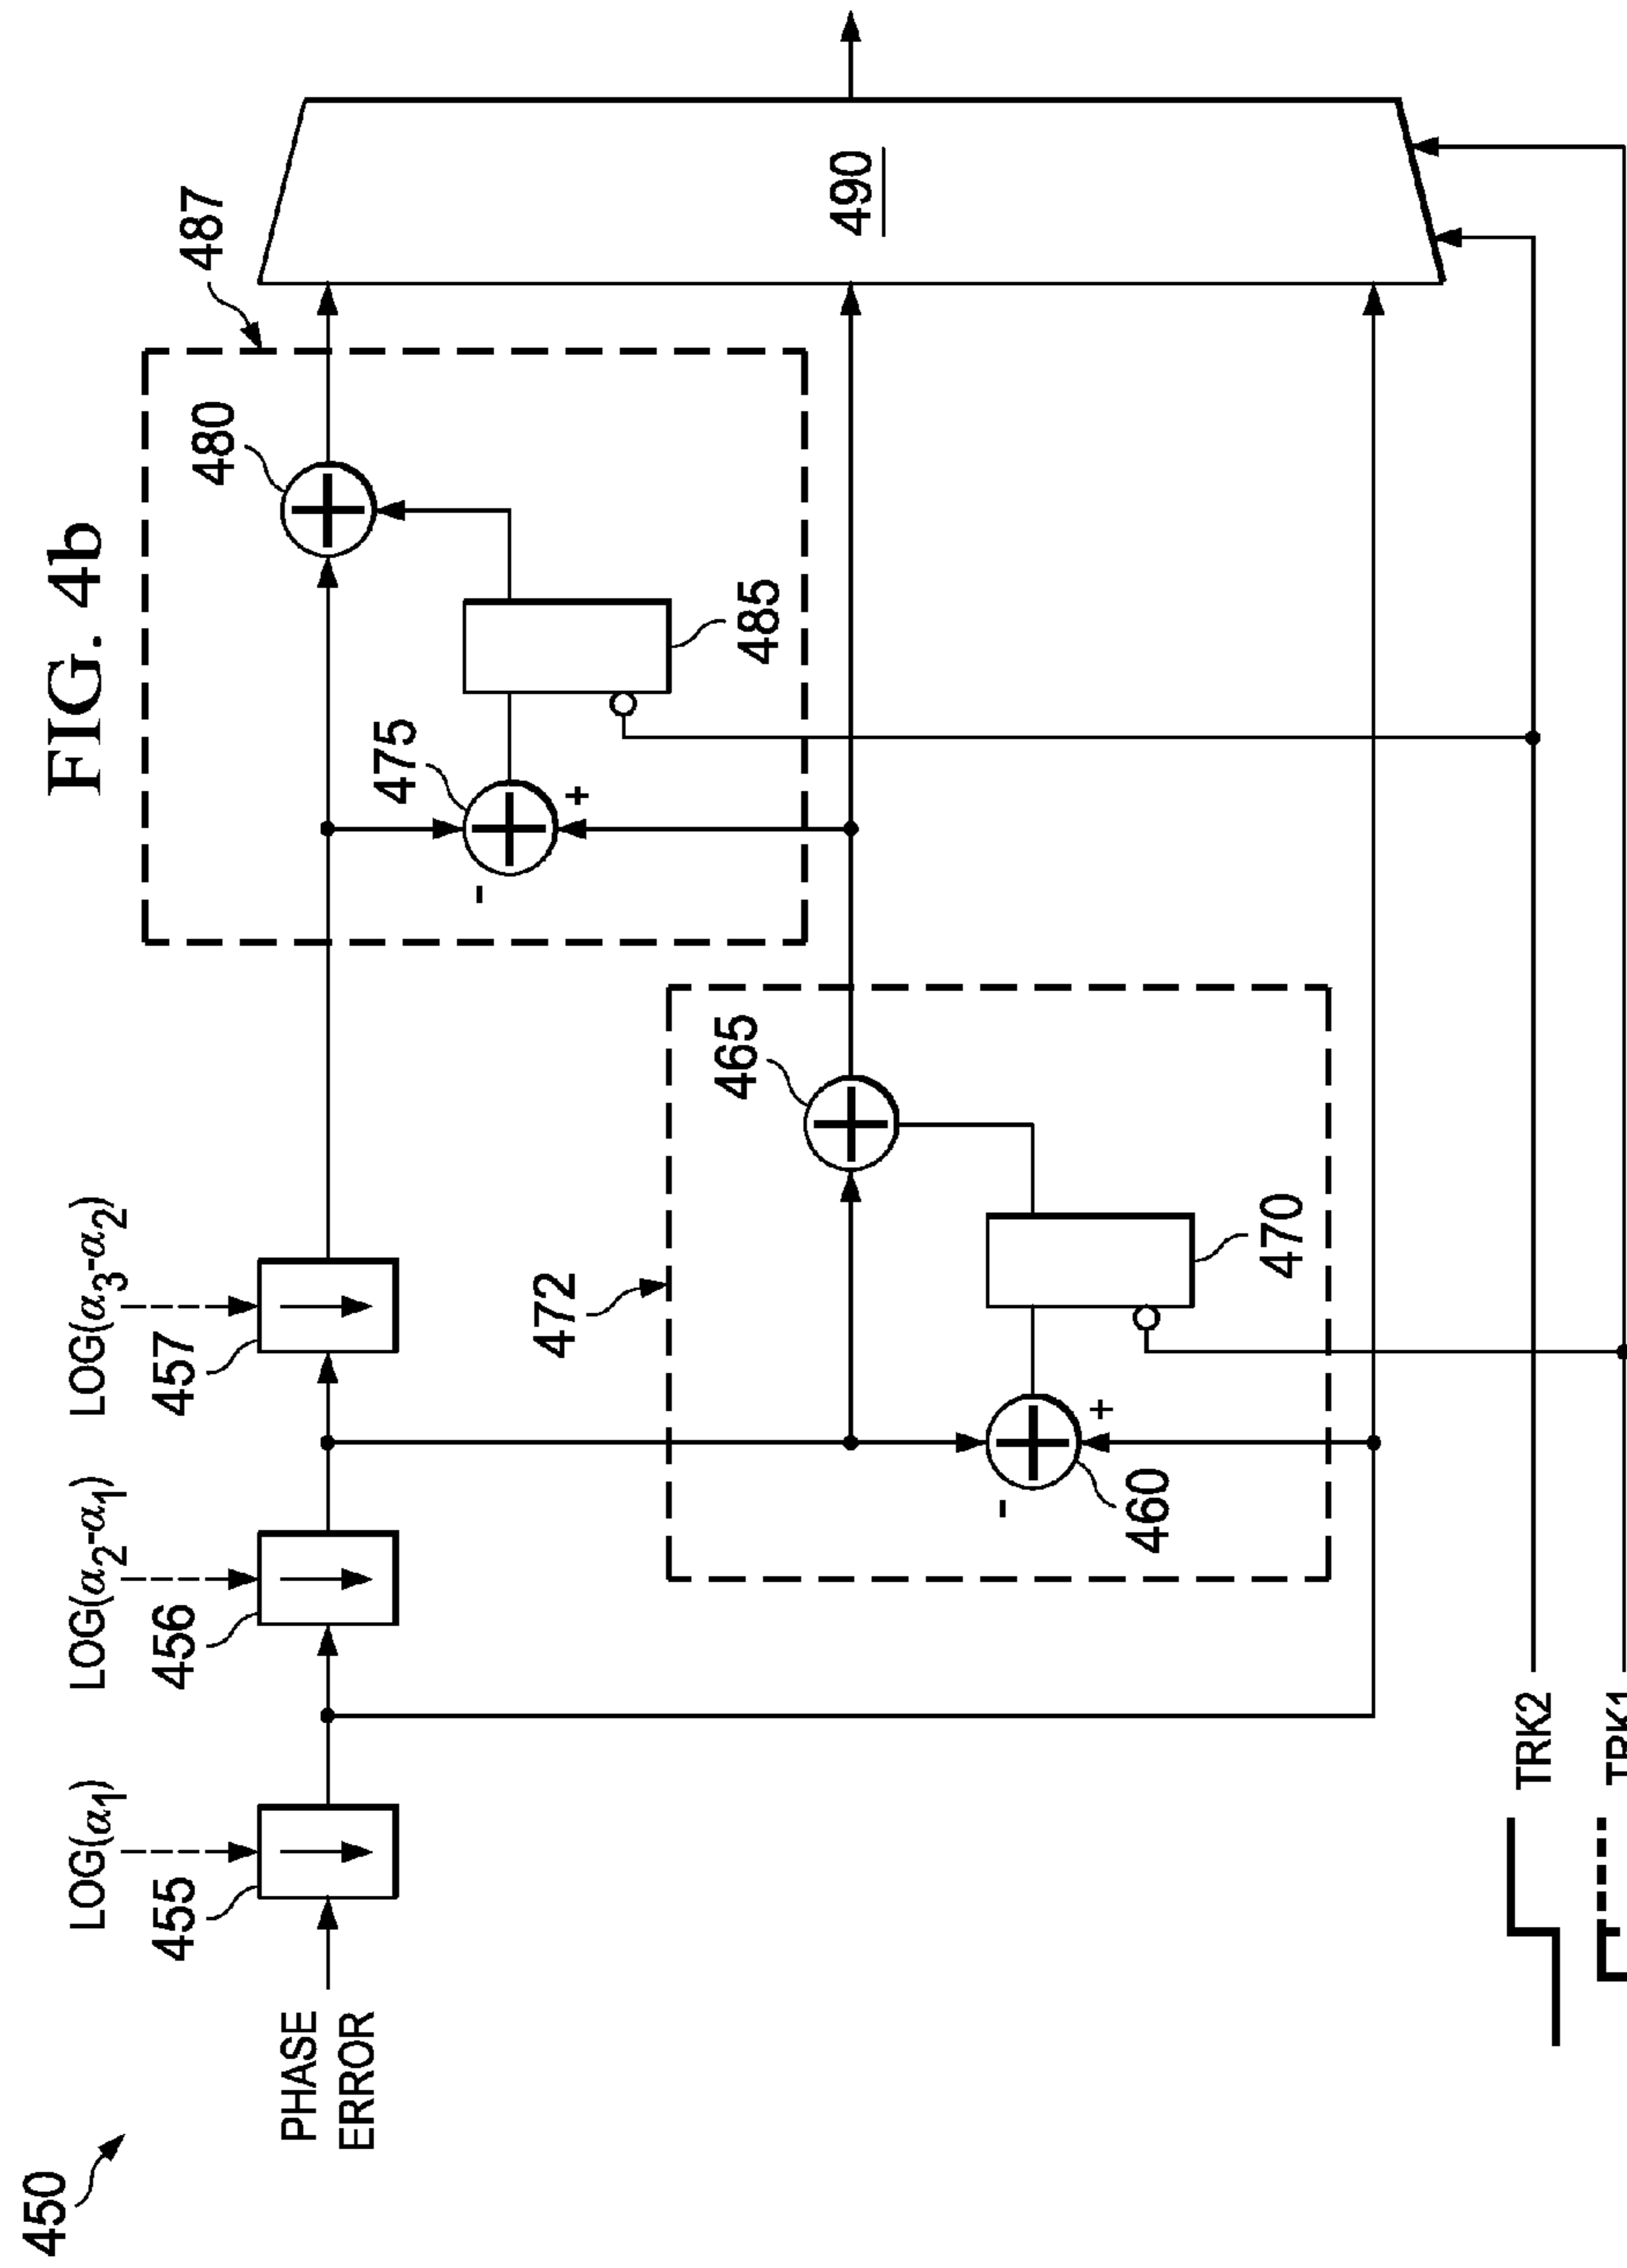 FIG. 4b
450
PHASE
ERROR
LOG(α1)
455
LOG(α2-α1)
456
LOG(α3-α2)
457
460
+
-
465
470
472
475
+
-
480
485
487
490
TRK2
TRK1